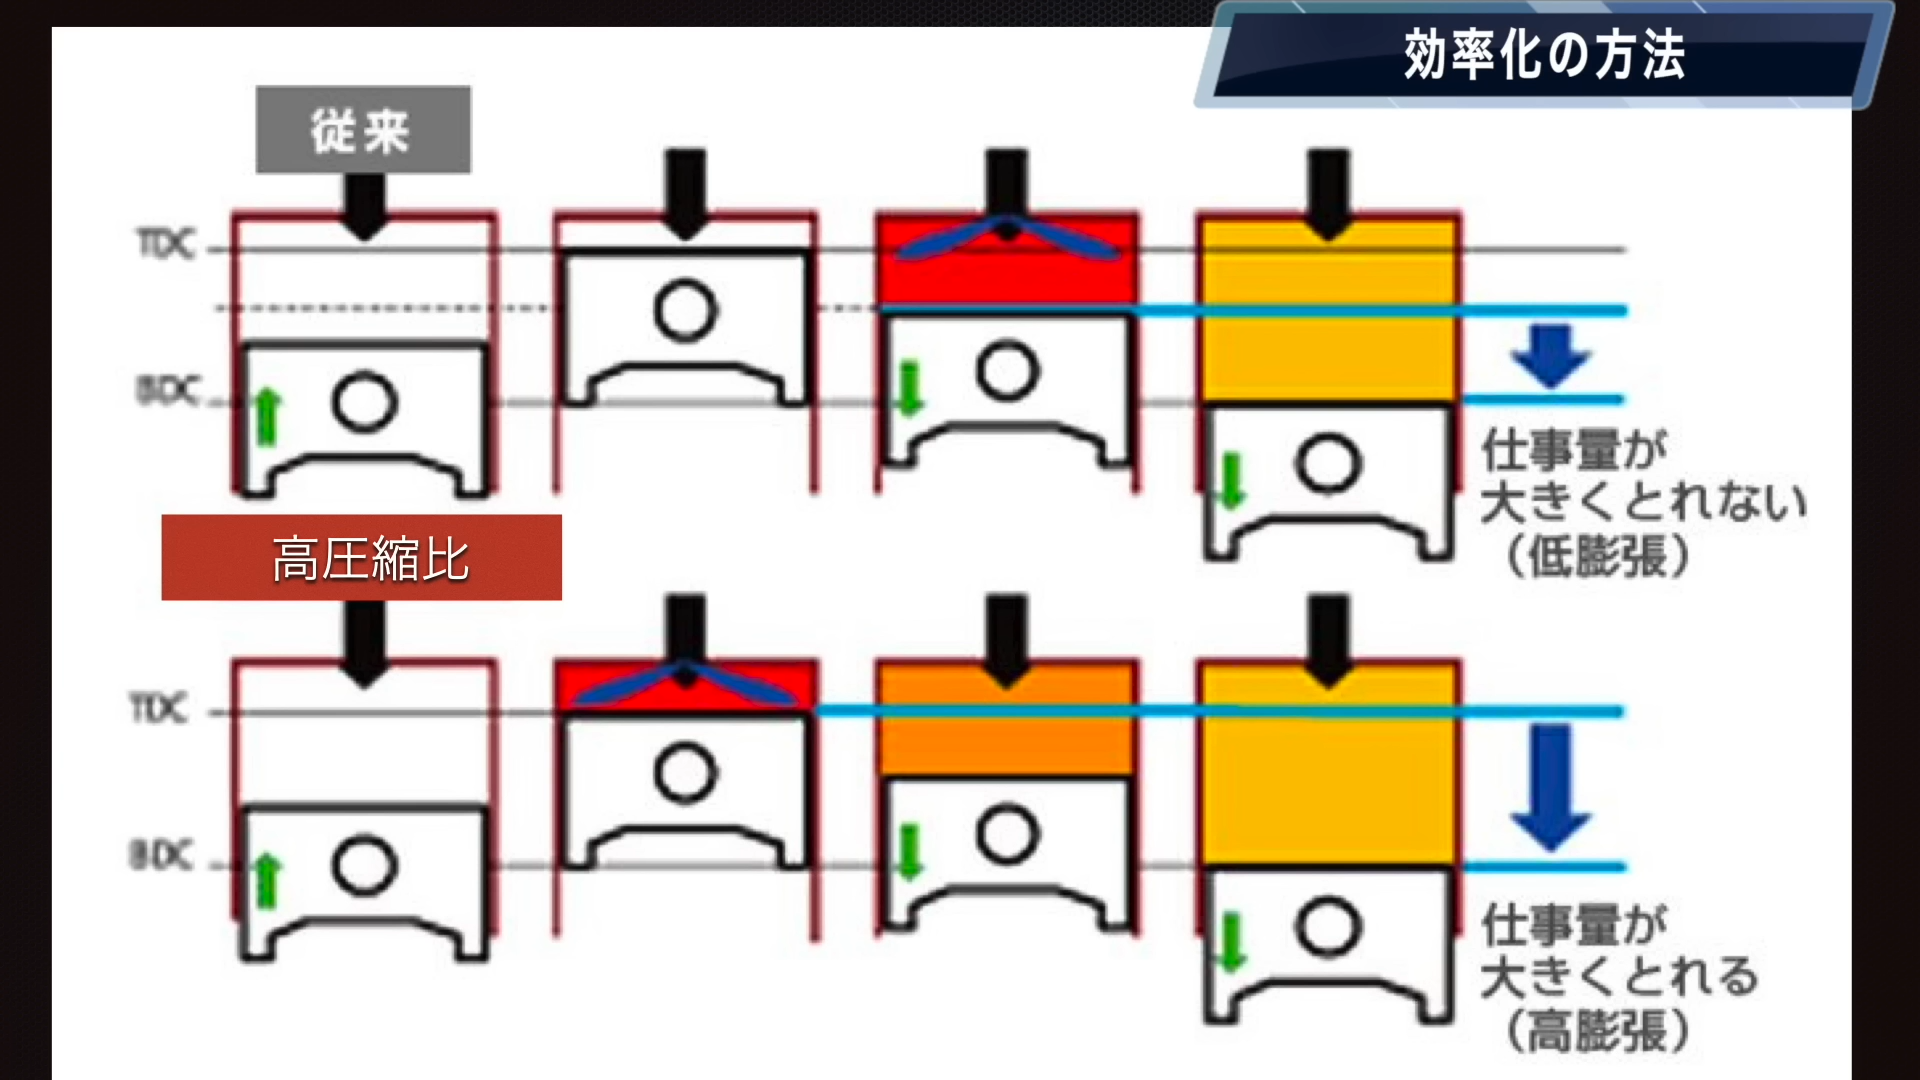 効率化の方法
従来
TDC
BDC
仕事量が
大きくとれない
（低膨張）
高圧縮比
TDC
BDC
仕事量が
大きくとれる
（高膨張）